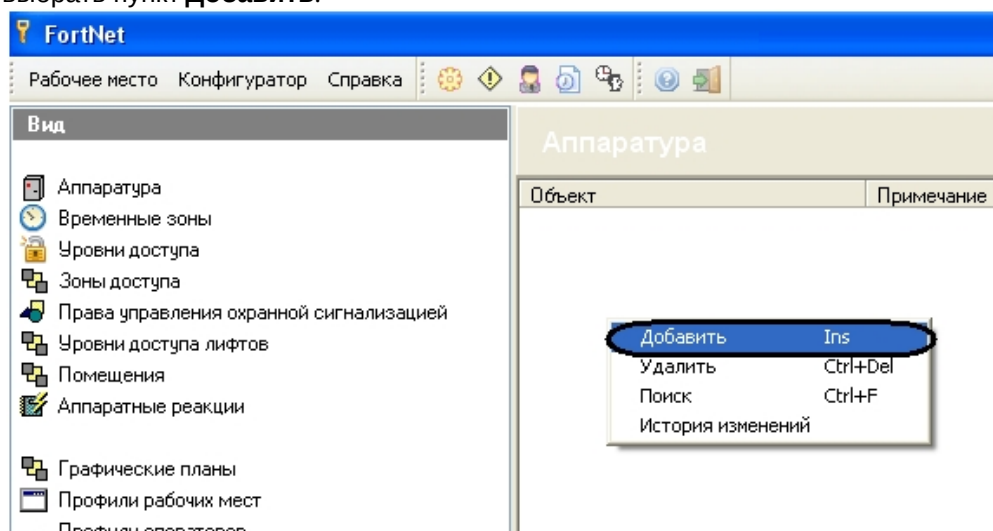 выбрать пункт Добавить.
FortNet
Рабочее место Конфигуратор Справка
Вид
Аппаратура
Аппаратура
Временные зоны
Уровни доступа
Зоны доступа
Права управления охранной сигнализацией
Уровни доступа лифтов
Помещения
Аппаратные реакции
Графические планы
Профили рабочих мест
Профили операторов
Объект Примечание
Добавить Ins
Удалить Ctrl+Del
Поиск Ctrl+F
История изменений